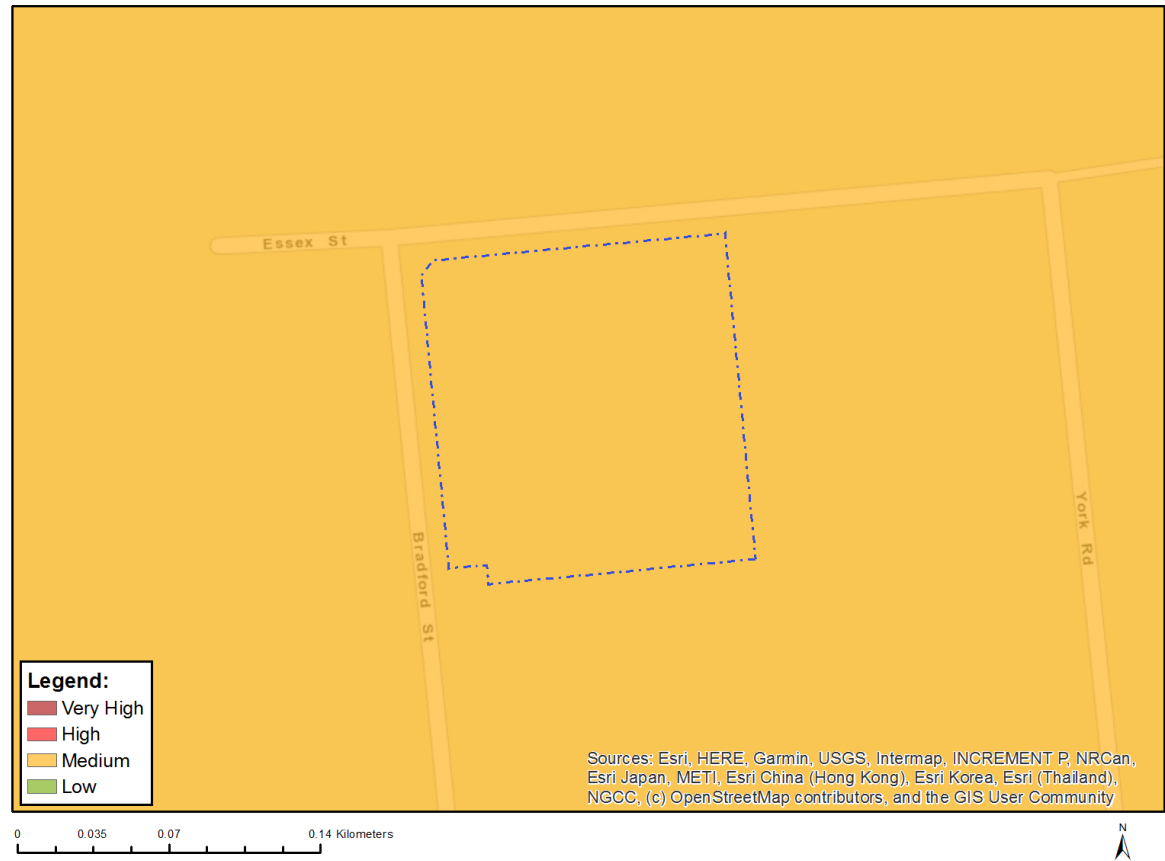 Essex St
Bradford St
York Rd
Legend:
Very High
High
Medium
Low
Sources: Esri, HERE, Garmin, USGS, Intermap, INCREMENT P, NRCan,
Esri Japan, METI, Esri China (Hong Kong), Esri Korea, Esri (Thailand),
NGCC, (c) OpenStreetMap contributors, and the GIS User Community
0 0.035 0.07 0.14 Kilometers
N